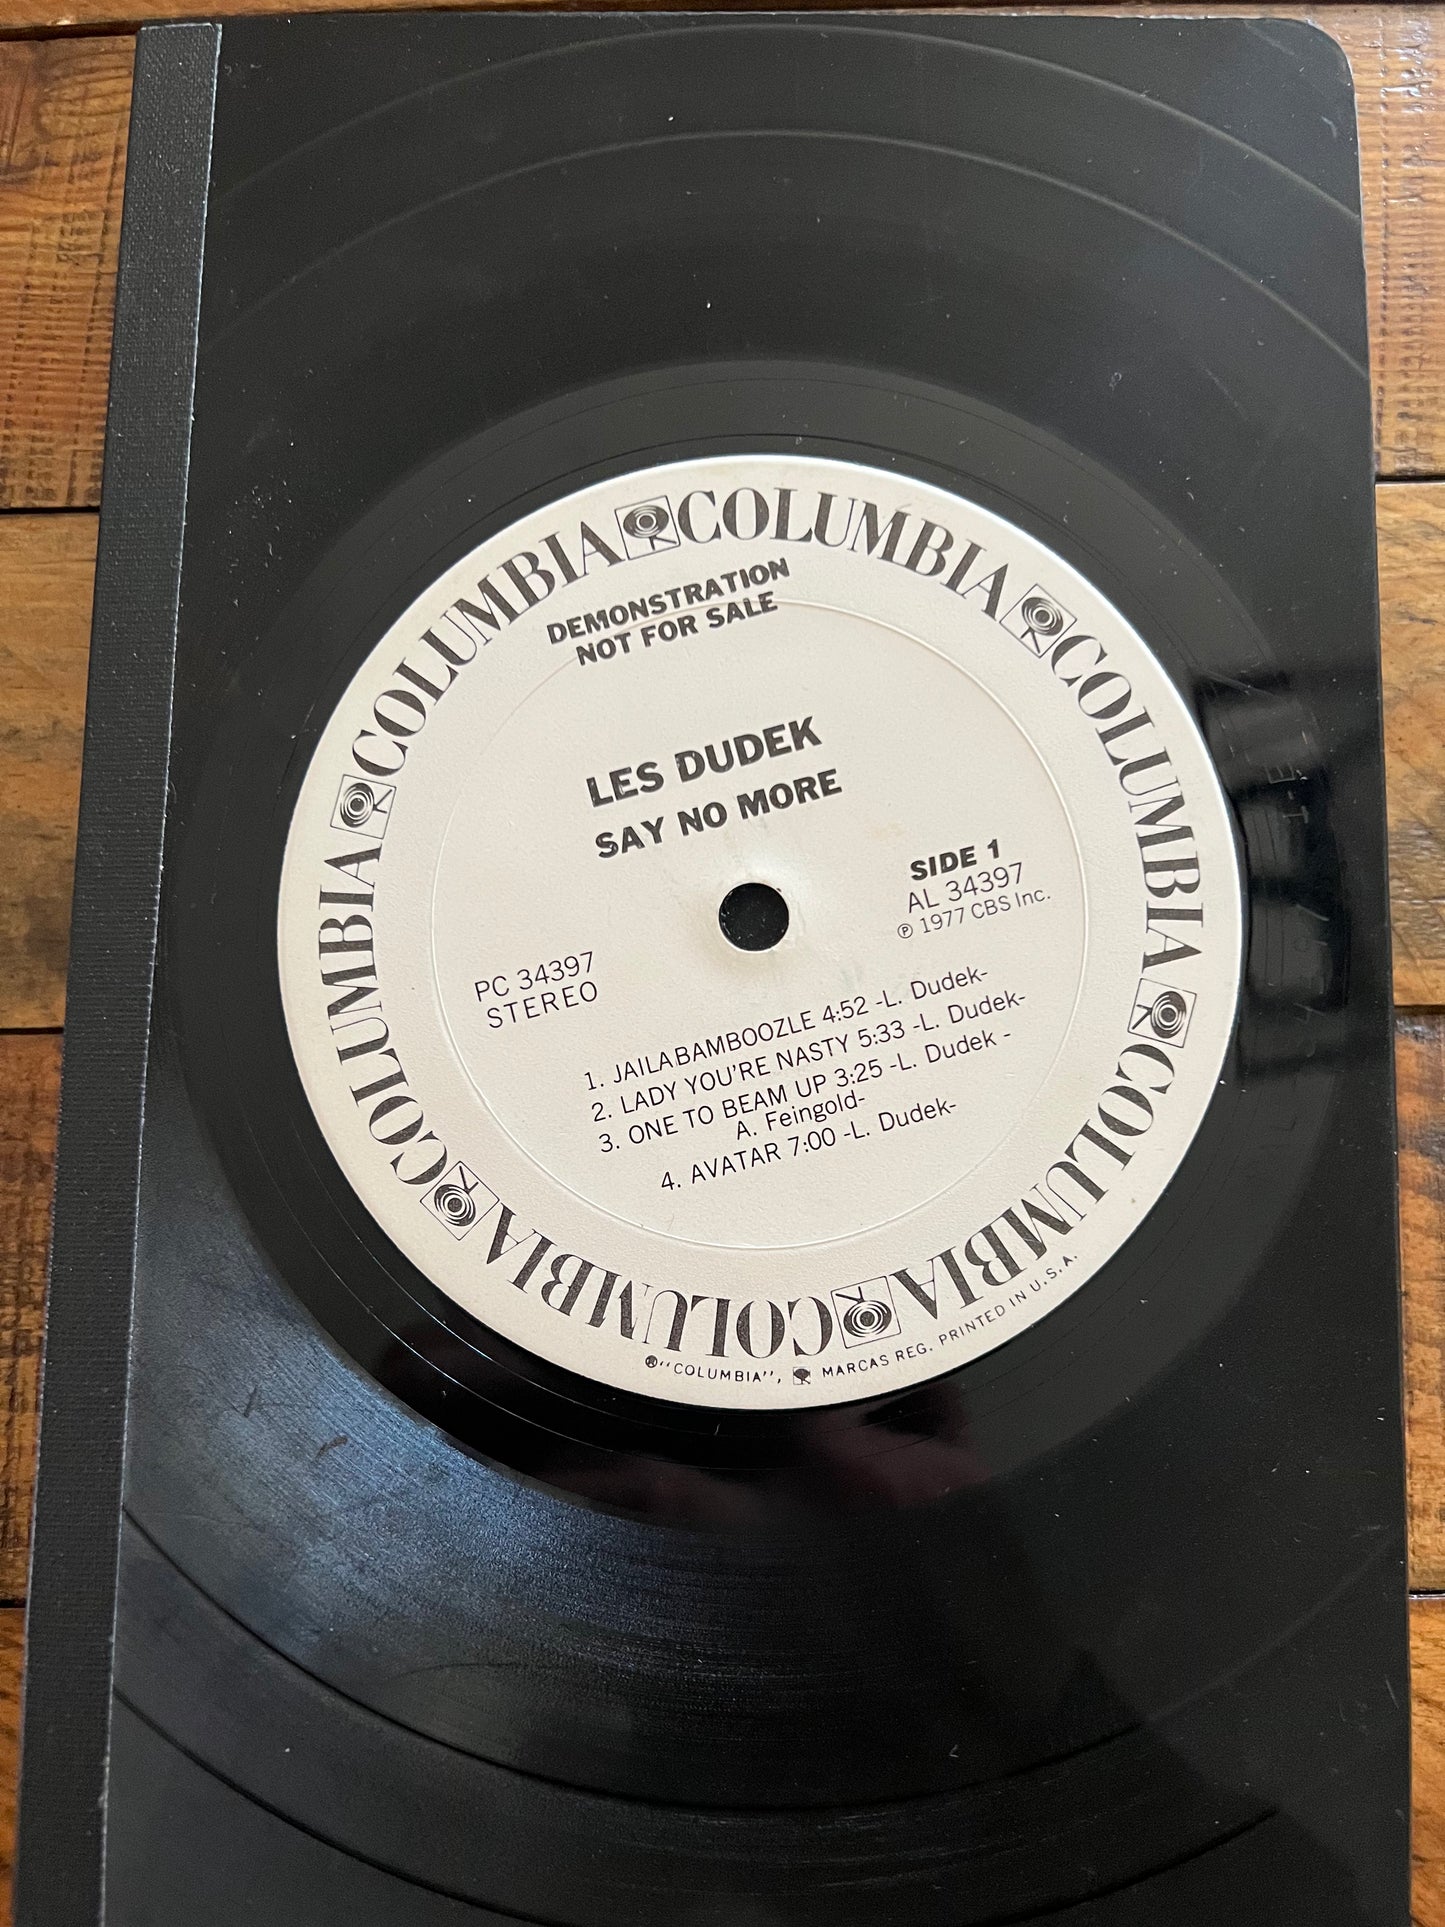 COLUMBIA COLUMBIA COLUMBIA COLUMBIA COLUMBIA COLUMBIA
DEMONSTRATION
NOT FOR SALE
LES DUDEK
SAY NO MORE
SIDE 1
AL 34397
℗ 1977 CBS Inc.
PC 34397
STEREO
1. JAILABAMBOOZLE 4:52 -L. Dudek-
2. LADY YOU'RE NASTY 5:33 -L. Dudek-
3. ONE TO BEAM UP 3:25 -L. Dudek -
A. Feingold-
4. AVATAR 7:00 -L. Dudek-
®"COLUMBIA", MARCAS REG. PRINTED IN U.S.A.